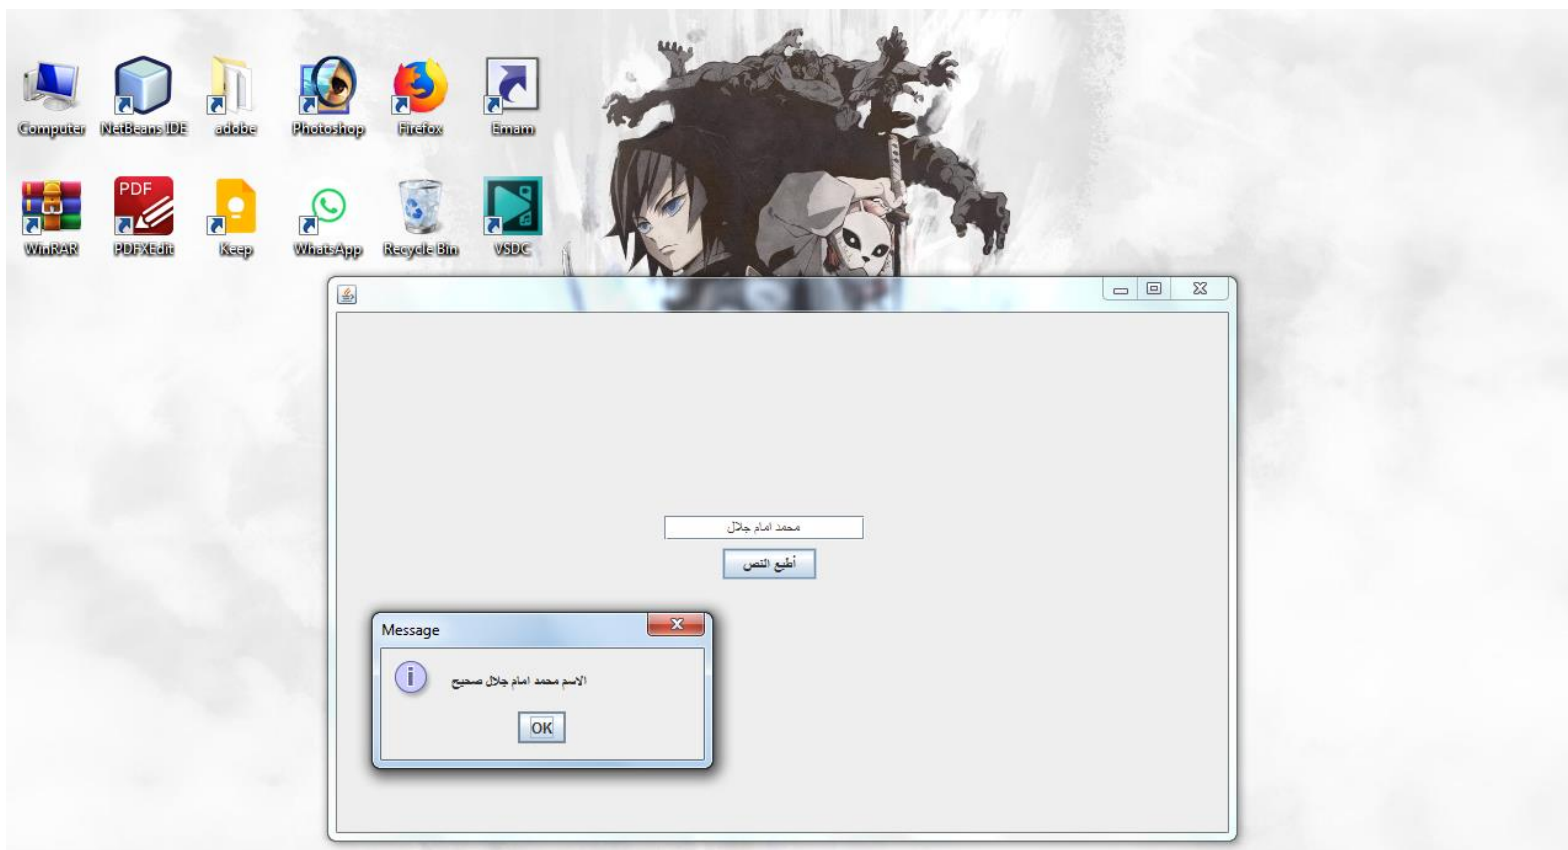 Computer
NetBeans IDE
adobe
Photoshop
Firefox
Emam
WinRAR
PDF
PDFXEdit
Keep
WhatsApp
Recycle Bin
VSDC
محمد امام جلال
أطبع النص
Message
الاسم محمد امام جلال صحيح
OK